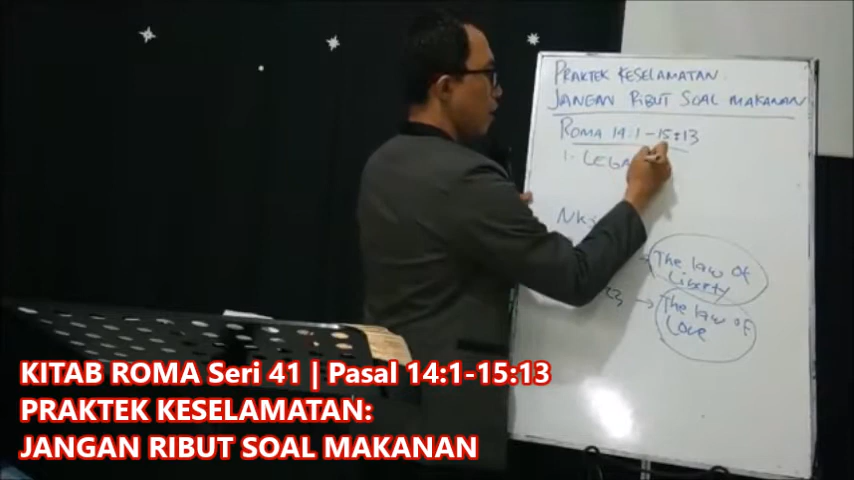 PRAKTEK KESELAMATAN
JANGAN RIBUT SOAL MAKANAN
ROMA 14:1-15:13
1.
The law of
Liberty
The law of
Love
KITAB ROMA Seri 41 | Pasal 14:1-15:13
PRAKTEK KESELAMATAN:
JANGAN RIBUT SOAL MAKANAN